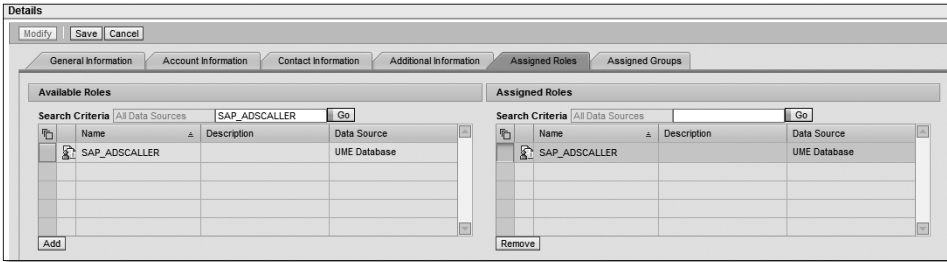 Details
Modify Save Cancel
General Information Account Information Contact Information Additional Information Assigned Roles Assigned Groups
Available Roles Assigned Roles
Search Criteria All Data Sources SAP_ADSCALLER Go Search Criteria All Data Sources Go
Name Description Data Source Name Description Data Source
SAP_ADSCALLER UME Database SAP_ADSCALLER UME Database
Add Remove